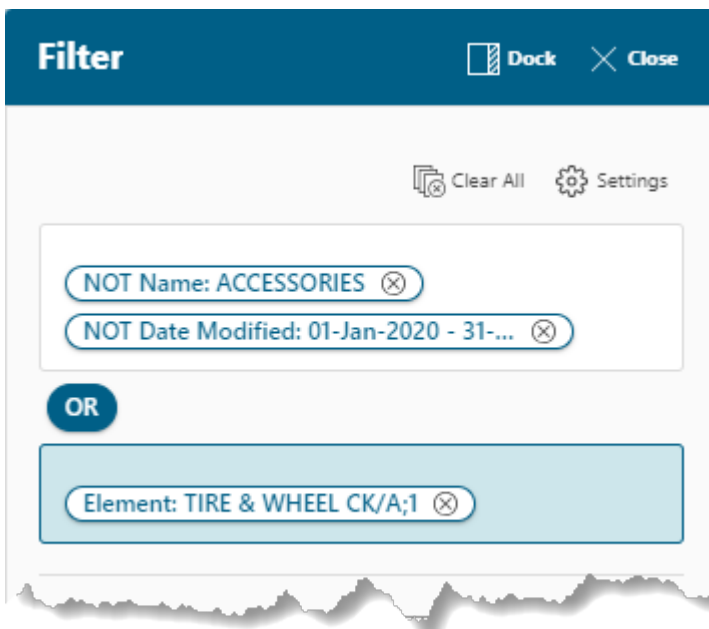 Filter Dock Close
Clear All Settings
NOT Name: ACCESSORIES
NOT Date Modified: 01-Jan-2020 - 31-...
OR
Element: TIRE & WHEEL CK/A;1